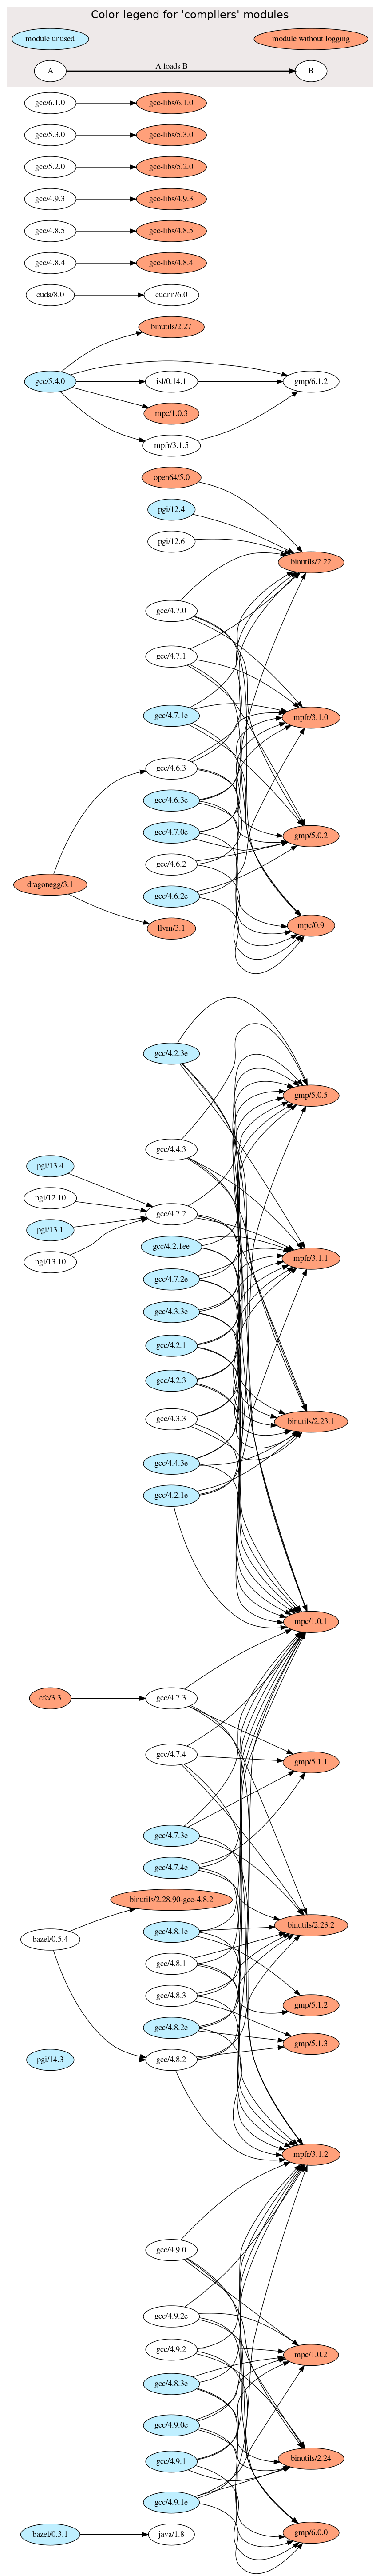 Color legend for 'compilers' modules
module unused
module without logging
A
A loads B
B
gcc/6.1.0
gcc-libs/6.1.0
gcc/5.3.0
gcc-libs/5.3.0
gcc/5.2.0
gcc-libs/5.2.0
gcc/4.9.3
gcc-libs/4.9.3
gcc/4.8.5
gcc-libs/4.8.5
gcc/4.8.4
gcc-libs/4.8.4
cuda/8.0
cudnn/6.0
binutils/2.27
gcc/5.4.0
isl/0.14.1
gmp/6.1.2
mpc/1.0.3
mpfr/3.1.5
open64/5.0
pgi/12.4
pgi/12.6
binutils/2.22
gcc/4.7.0
gcc/4.7.1
gcc/4.7.1e
mpfr/3.1.0
gcc/4.6.3
gcc/4.6.3e
gcc/4.7.0e
gmp/5.0.2
gcc/4.6.2
dragonegg/3.1
gcc/4.6.2e
llvm/3.1
mpc/0.9
gcc/4.2.3e
gmp/5.0.5
gcc/4.4.3
pgi/13.4
pgi/12.10
gcc/4.7.2
pgi/13.1
gcc/4.2.1ee
mpfr/3.1.1
pgi/13.10
gcc/4.7.2e
gcc/4.3.3e
gcc/4.2.1
gcc/4.2.3
gcc/4.3.3
binutils/2.23.1
gcc/4.4.3e
gcc/4.2.1e
mpc/1.0.1
cfe/3.3
gcc/4.7.3
gcc/4.7.4
gmp/5.1.1
gcc/4.7.3e
gcc/4.7.4e
binutils/2.28.90-gcc-4.8.2
binutils/2.23.2
gcc/4.8.1e
bazel/0.5.4
gcc/4.8.1
gcc/4.8.3
gmp/5.1.2
gcc/4.8.2e
gmp/5.1.3
pgi/14.3
gcc/4.8.2
mpfr/3.1.2
gcc/4.9.0
gcc/4.9.2e
gcc/4.9.2
mpc/1.0.2
gcc/4.8.3e
gcc/4.9.0e
binutils/2.24
gcc/4.9.1
gcc/4.9.1e
bazel/0.3.1
java/1.8
gmp/6.0.0